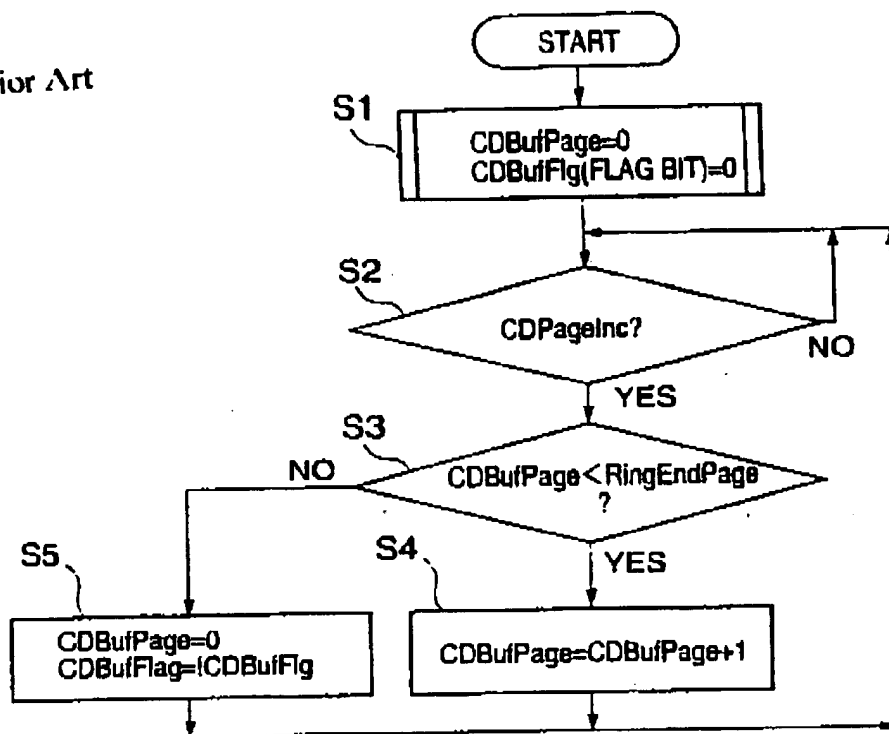 START
ior Art
S1
CDBufPage=0
CDBufFlg(FLAG BIT)=0
S2
CDPageInc?
NO
YES
S3
NO
CDBufPage<RingEndPage
?
S5
S4
YES
CDBufPage=0
CDBufFlag=!CDBufFlg
CDBufPage=CDBufPage+1